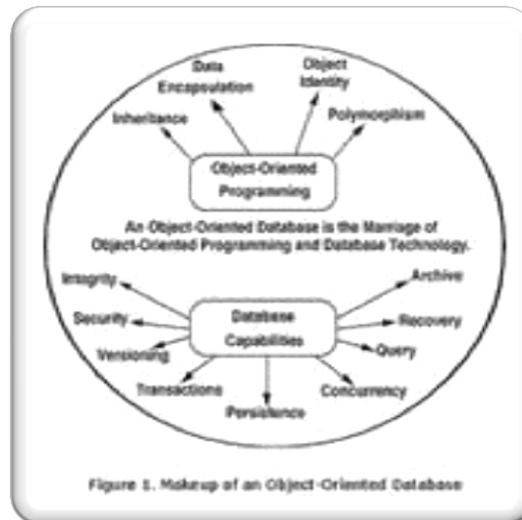 Data
Encapsulation
Object
Identity
Inheritance
Polymorphism
Object-Oriented
Programming
An Object-Oriented Database is the Marriage of
Object-Oriented Programming and Database Technology.
Integrity
Archive
Security
Database
Capabilities
Recovery
Versioning
Query
Transactions
Concurrency
Persistence
Figure 1. Makeup of an Object-Oriented Database